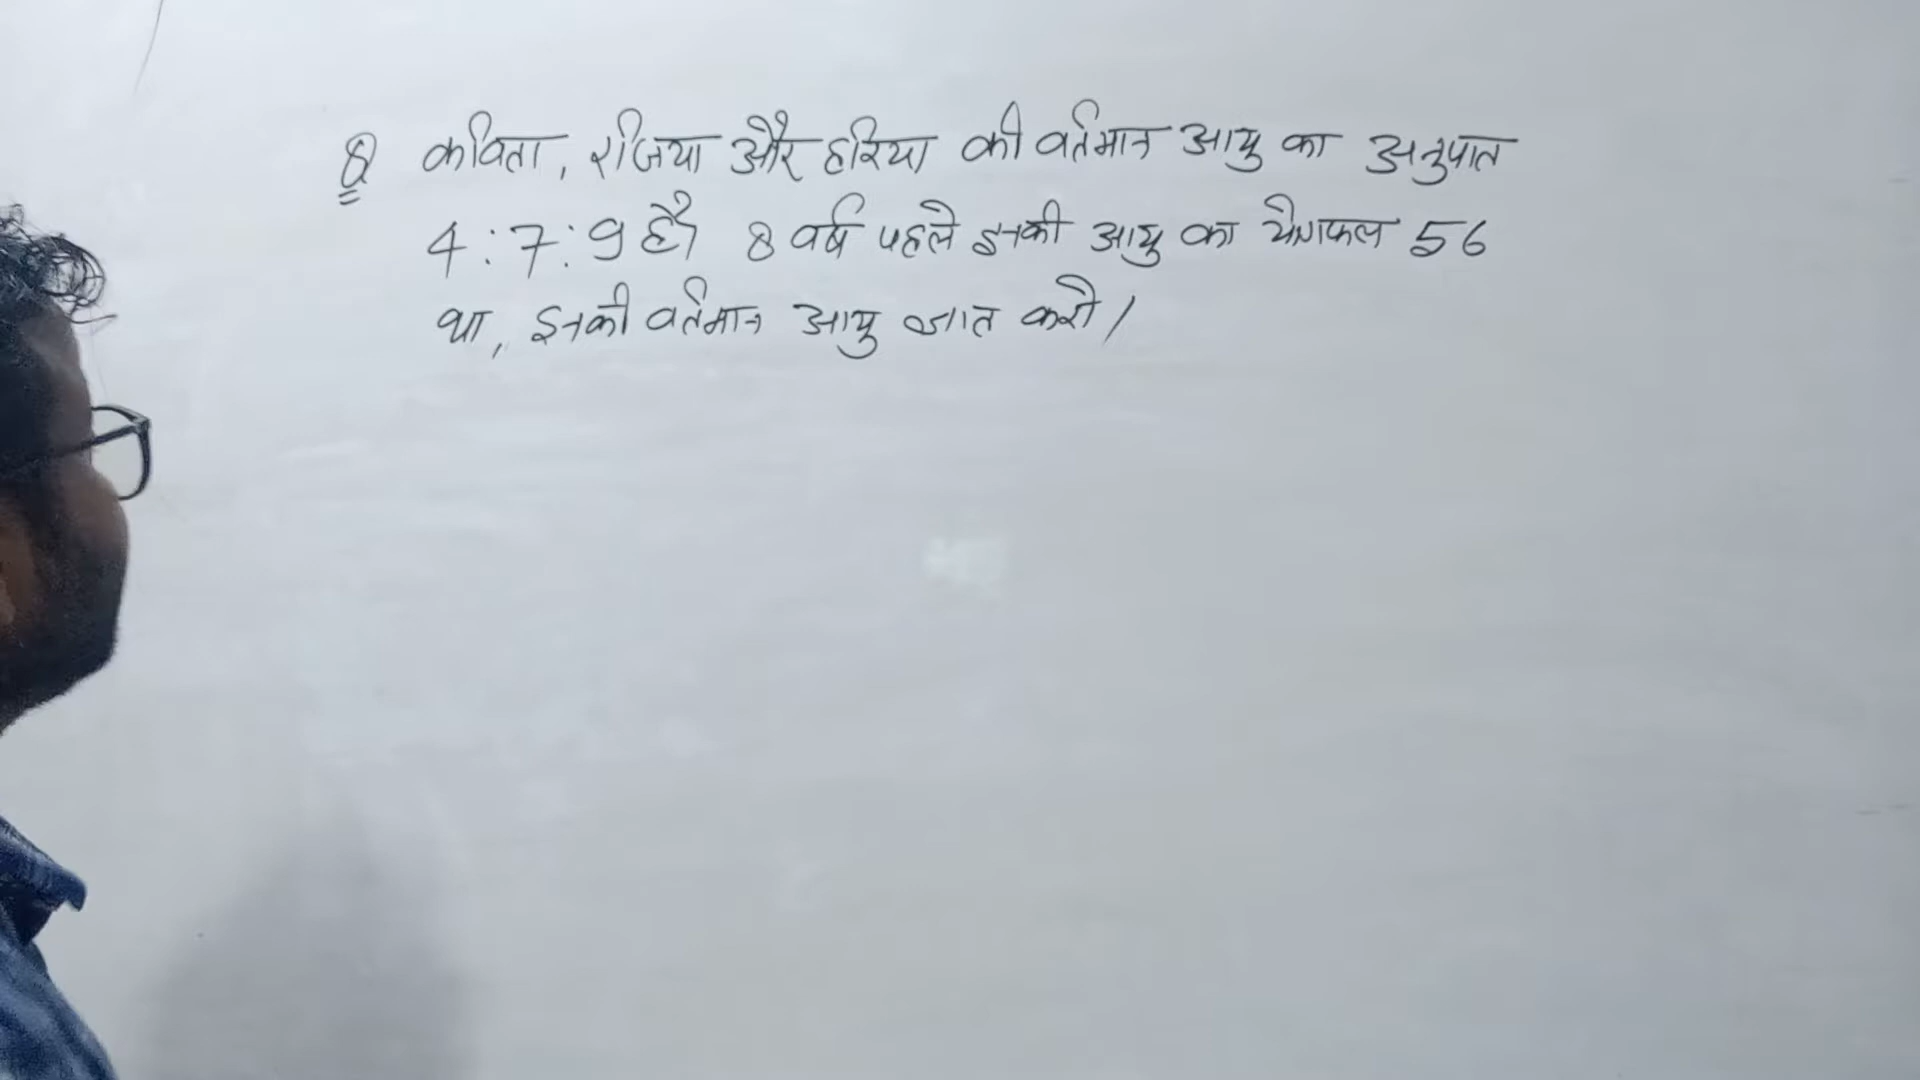 Q कविता, रजिया और हरिया की वर्तमान आयु का अनुपात
4:7:9 है। 8 वर्ष पहले इनकी आयु का योगफल 56
था, इनकी वर्तमान आयु ज्ञात करो।